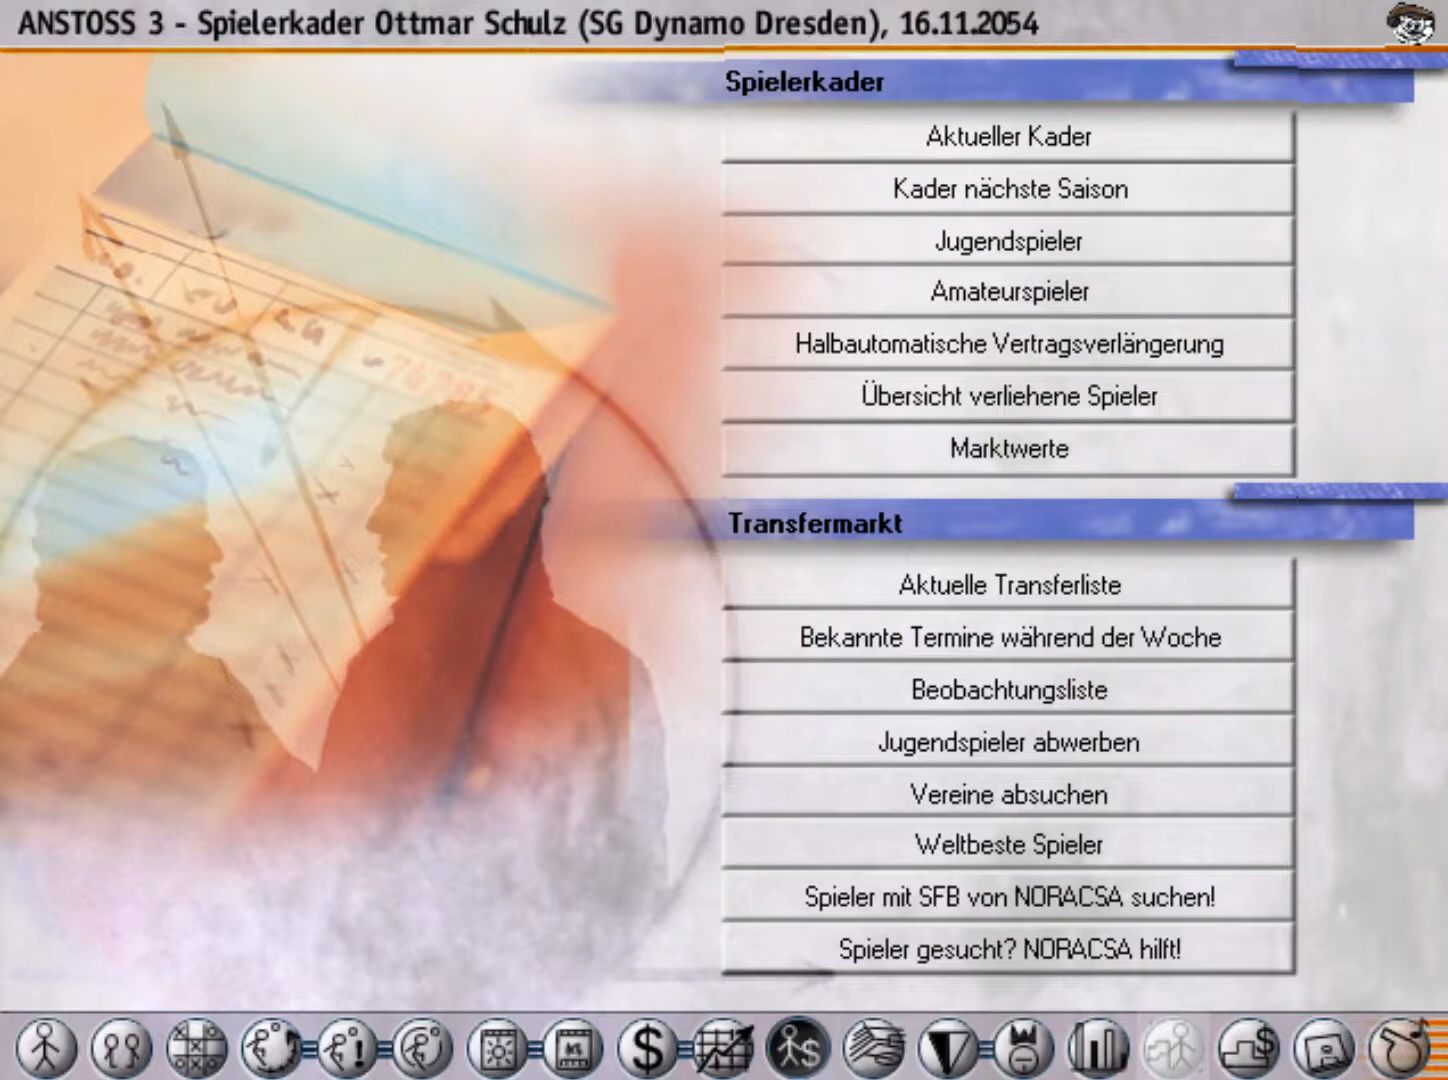 ANSTOSS 3 - Spielerkader Ottmar Schulz (SG Dynamo Dresden), 16.11.2054
Spielerkader
Aktueller Kader
Kader nächste Saison
Jugendspieler
Amateurspieler
Halbautomatische Vertragsverlängerung
Übersicht verliehene Spieler
Marktwerte
Transfermarkt
Aktuelle Transferliste
Bekannte Termine während der Woche
Beobachtungsliste
Jugendspieler abwerben
Vereine absuchen
Weltbeste Spieler
Spieler mit SFB von NORACSA suchen!
Spieler gesucht? NORACSA hilft!